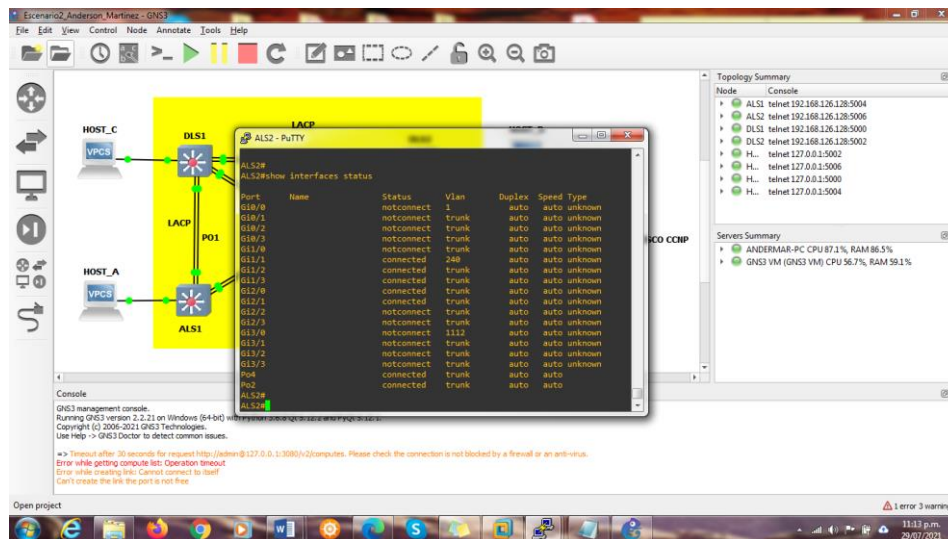 Escenario2_Anderson_Martinez - GNS3
File Edit View Control Node Annotate Tools Help
HOST_C
VPCS
DLS1
LACP
LACP
PO1
HOST_A
VPCS
ALS1
SCO CCNP
ALS2 - PuTTY
ALS2#
ALS2#show interfaces status
Port Name Status Vlan Duplex Speed Type
Gi0/0 notconnect 1 auto auto unknown
Gi0/1 notconnect trunk auto auto unknown
Gi0/2 notconnect trunk auto auto unknown
Gi0/3 notconnect trunk auto auto unknown
Gi1/0 notconnect trunk auto auto unknown
Gi1/1 connected 240 auto auto unknown
Gi1/2 connected trunk auto auto unknown
Gi1/3 connected trunk auto auto unknown
Gi2/0 connected trunk auto auto unknown
Gi2/1 connected trunk auto auto unknown
Gi2/2 notconnect trunk auto auto unknown
Gi2/3 notconnect trunk auto auto unknown
Gi3/0 notconnect 1112 auto auto unknown
Gi3/1 notconnect trunk auto auto unknown
Gi3/2 notconnect trunk auto auto unknown
Gi3/3 notconnect trunk auto auto unknown
Po4 connected trunk auto auto
Po2 connected trunk auto auto
ALS2#
ALS2#
Topology Summary
Node Console
ALS1 telnet 192.168.126.128:5004
ALS2 telnet 192.168.126.128:5006
DLS1 telnet 192.168.126.128:5000
DLS2 telnet 192.168.126.128:5002
H... telnet 127.0.0.1:5002
H... telnet 127.0.0.1:5006
H... telnet 127.0.0.1:5000
H... telnet 127.0.0.1:5004
Servers Summary
ANDERMAR-PC CPU 87.1%, RAM 86.5%
GNS3 VM (GNS3 VM) CPU 56.7%, RAM 59.1%
Console
GNS3 management console.
Running GNS3 version 2.2.21 on Windows (64-bit) with
Copyright (c) 2006-2021 GNS3 Technologies.
Use Help -> GNS3 Doctor to detect common issues.
=> Timeout after 30 seconds for request http://admin@127.0.0.1:3080/v2/computes. Please check the connection is not blocked by a firewall or an anti-virus.
Error while getting compute list: Operation timeout
Error while creating link: Cannot connect to itself
Can't create the link the port is not free
Open project
1 error 3 warnin
11:13 p.m.
29/07/2021